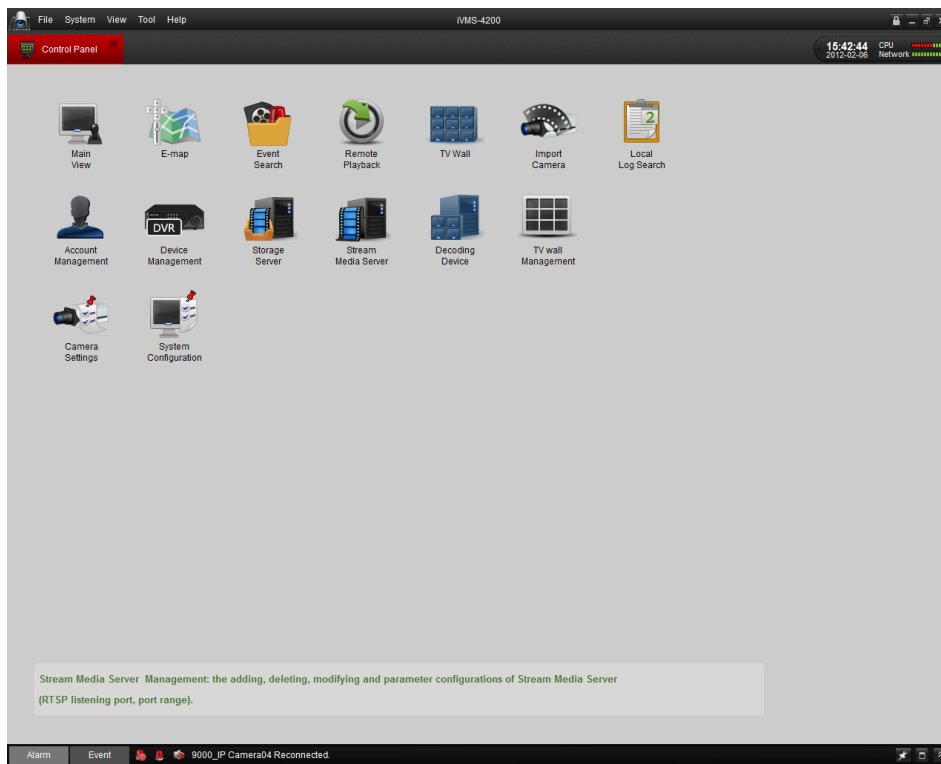 File System View Tool Help iVMS-4200
Control Panel
15:42:44 CPU
2012-02-06 Network
Main
View
E-map
Event
Search
Remote
Playback
TV Wall
Import
Camera
2
Local
Log Search
Account
Management
DVR
Device
Management
Storage
Server
Stream
Media Server
Decoding
Device
TV wall
Management
Camera
Settings
System
Configuration
Stream Media Server Management: the adding, deleting, modifying and parameter configurations of Stream Media Server
(RTSP listening port, port range).
Alarm Event 9000_IP Camera04 Reconnected.